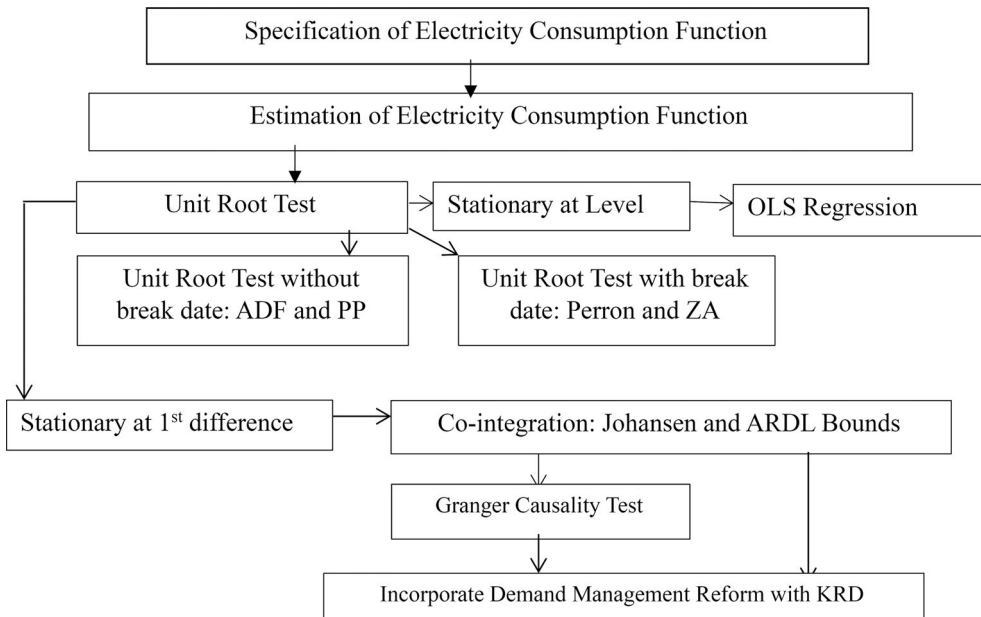 Specification of Electricity Consumption Function
Estimation of Electricity Consumption Function
Unit Root Test
Stationary at Level
OLS Regression
Unit Root Test without
break date: ADF and PP
Unit Root Test with break
date: Perron and ZA
Stationary at 1st difference
Co-integration: Johansen and ARDL Bounds
Granger Causality Test
Incorporate Demand Management Reform with KRD